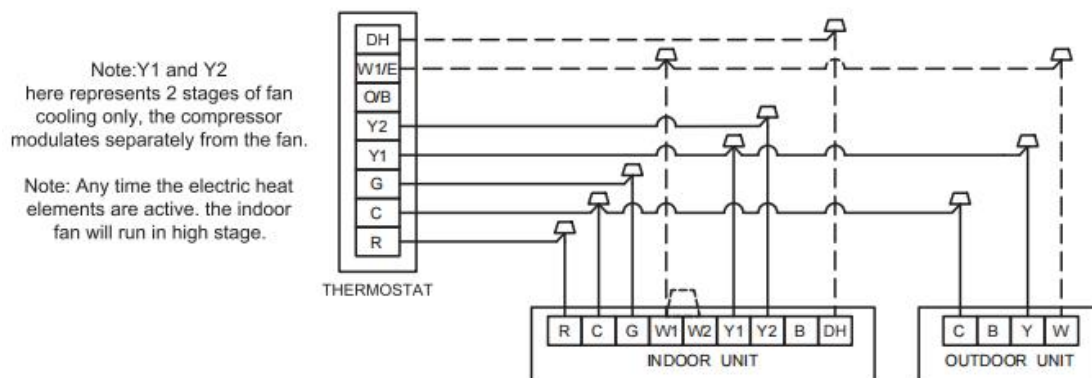 Note:Y1 and Y2
here represents 2 stages of fan
cooling only, the compressor
modulates separately from the fan.
Note: Any time the electric heat
elements are active. the indoor
fan will run in high stage.
DH
W1/E
O/B
Y2
Y1
G
C
R
THERMOSTAT
R C G W1 W2 Y1 Y2 B DH
INDOOR UNIT
C B Y W
OUTDOOR UNIT